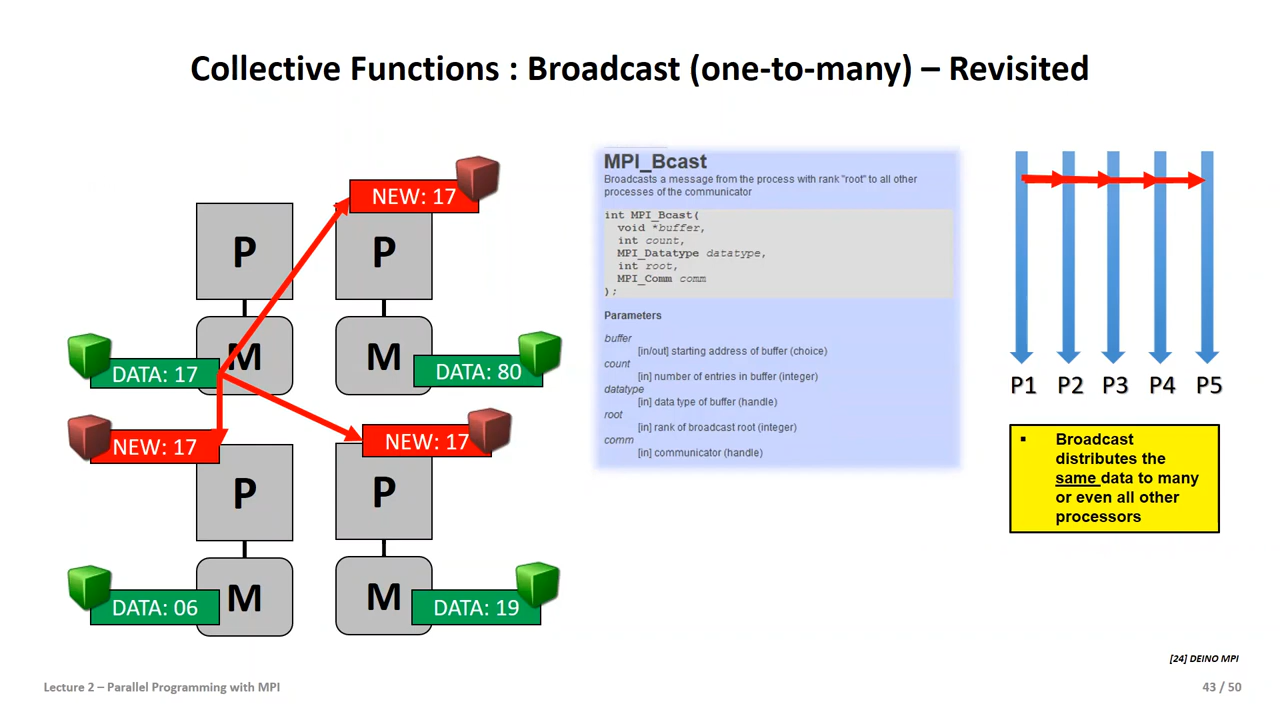 Collective Functions : Broadcast (one-to-many) – Revisited
NEW: 17
P
P
M
M
DATA: 17
DATA: 80
NEW: 17
NEW: 17
P
P
M
M
DATA: 06
DATA: 19
MPI_Bcast
Broadcasts a message from the process with rank "root" to all other
processes of the communicator
int MPI_Bcast(
void *buffer,
int count,
MPI_Datatype datatype,
int root,
MPI_Comm comm
);
Parameters
buffer
[in/out] starting address of buffer (choice)
count
[in] number of entries in buffer (integer)
datatype
[in] data type of buffer (handle)
root
[in] rank of broadcast root (integer)
comm
[in] communicator (handle)
P1 P2 P3 P4 P5
▪ Broadcast
distributes the
same data to many
or even all other
processors
[24] DEINO MPI
Lecture 2 – Parallel Programming with MPI
43 / 50